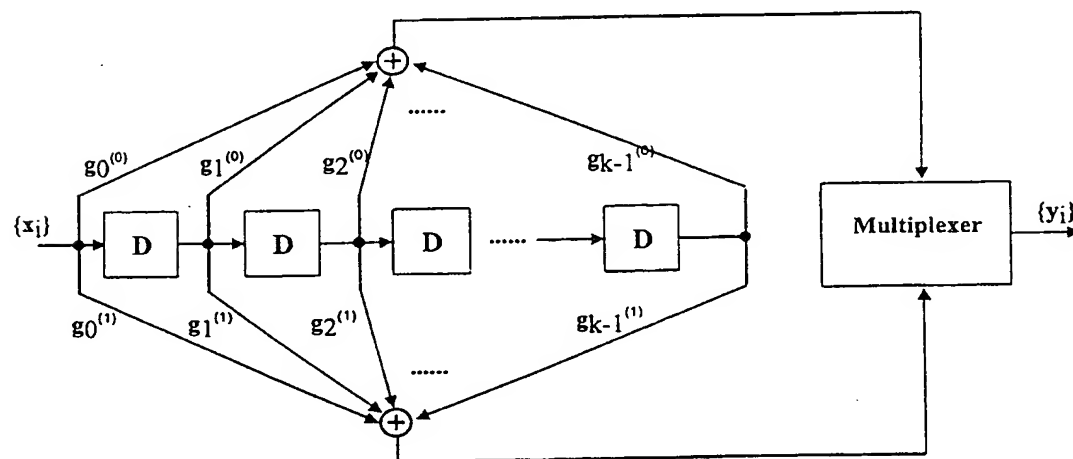 +
......
g0⁽⁰⁾ g1⁽⁰⁾ g2⁽⁰⁾ gk-1⁽⁰⁾
{xi} D D D ...... D Multiplexer {yi}
g0⁽¹⁾ g1⁽¹⁾ g2⁽¹⁾ gk-1⁽¹⁾
......
+